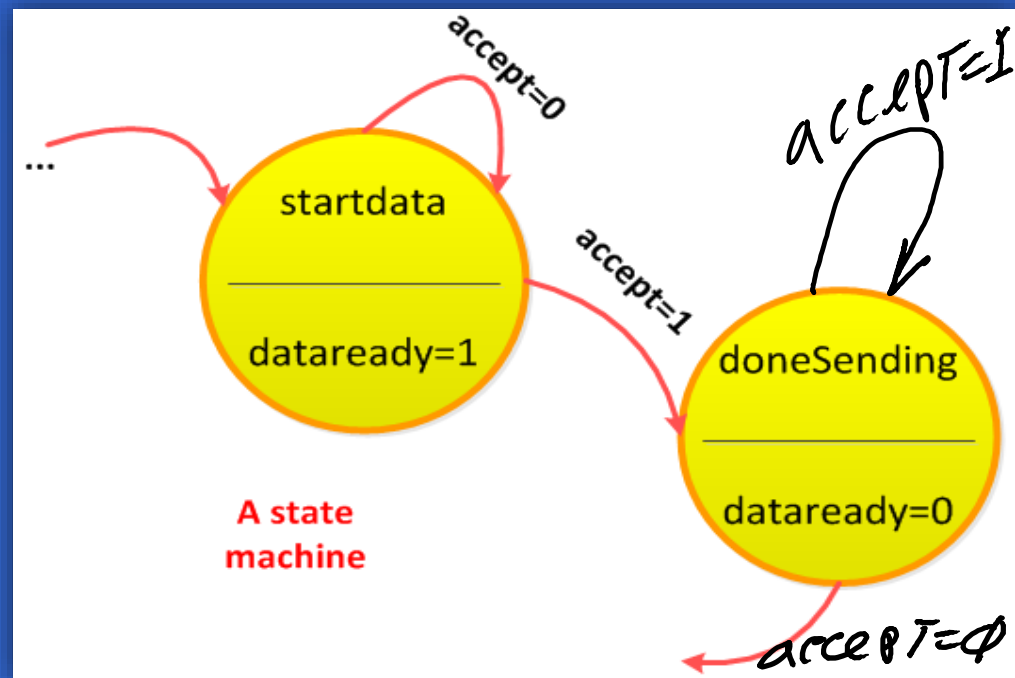 accept=0
accept=1
...
startdata
dataready=1
accept=1
doneSending
dataready=0
A state
machine
accept=0